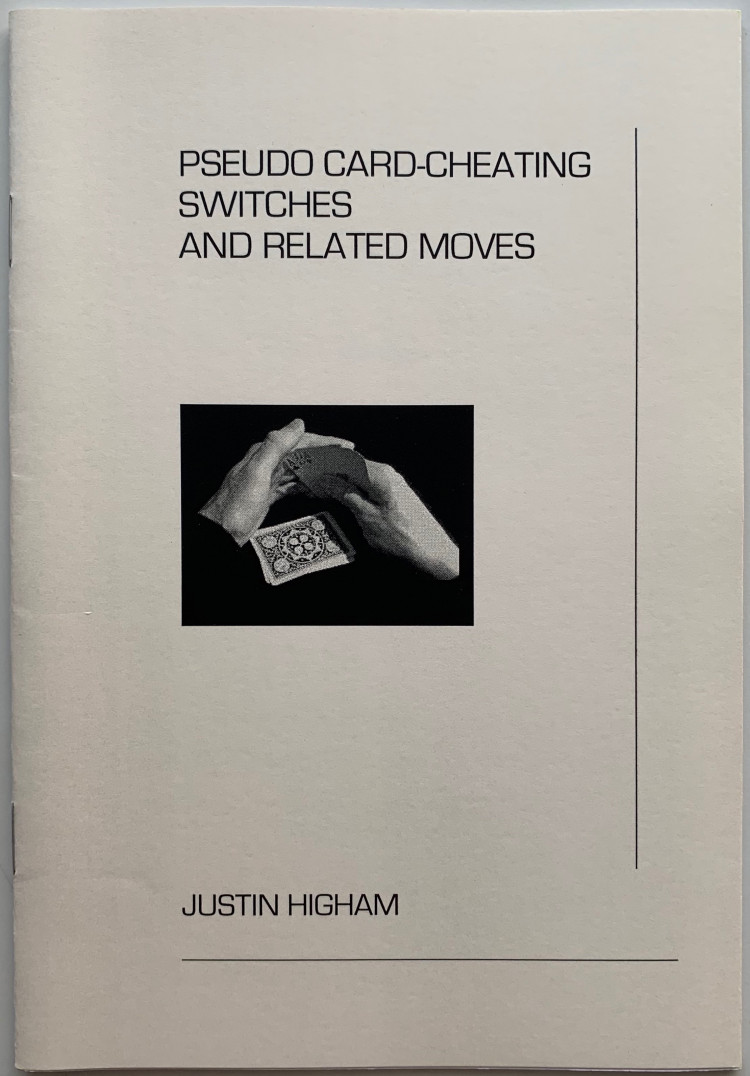 PSEUDO CARD-CHEATING
SWITCHES
AND RELATED MOVES
JUSTIN HIGHAM